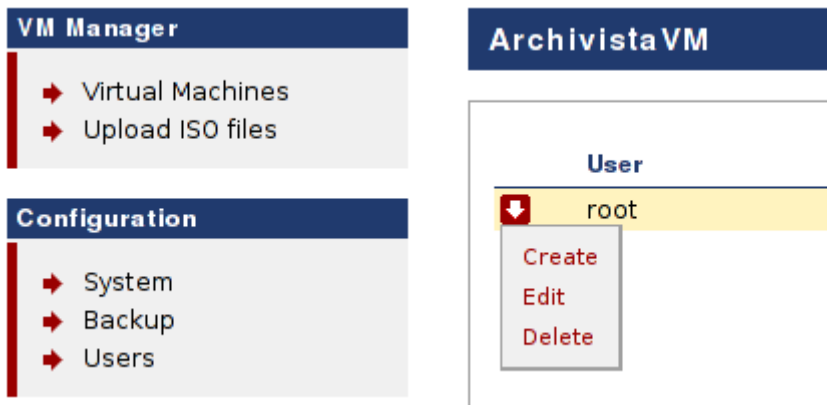 VM Manager
Virtual Machines
Upload ISO files
Configuration
System
Backup
Users
ArchivistaVM
User
root
Create
Edit
Delete